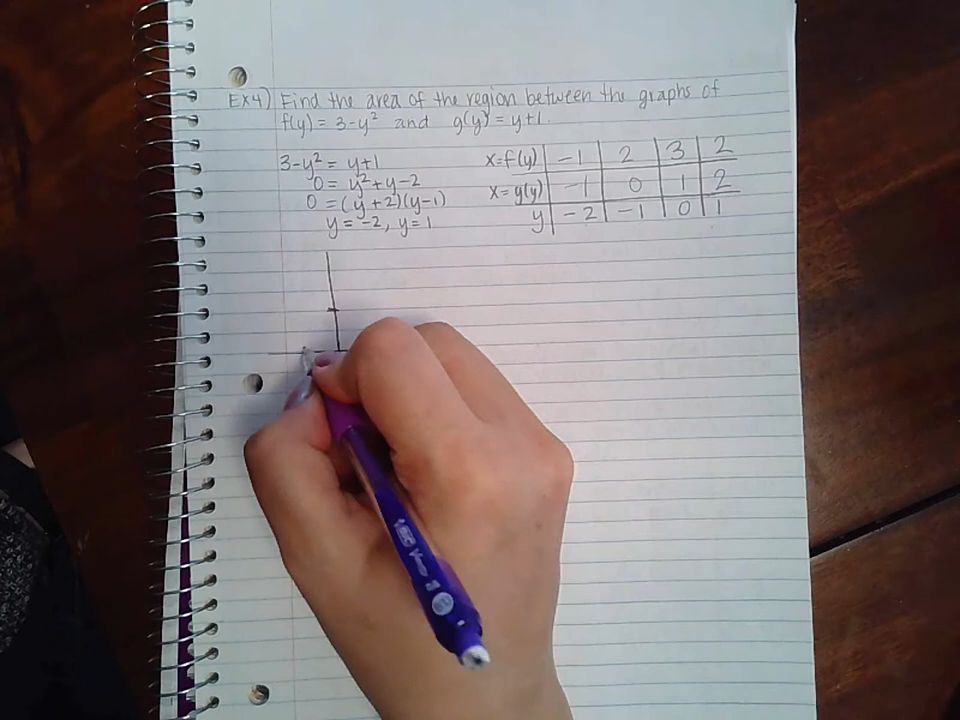 Ex4) Find the area of the region between the graphs of
f(y) = 3-y² and g(y) = y+1.
3-y² = y+1
0 = y²+y-2
0 = (y+2)(y-1)
y = -2, y = 1
x=f(y) -1 2 3 2
x=g(y) -1 0 1 2
y -2 -1 0 1
BIC